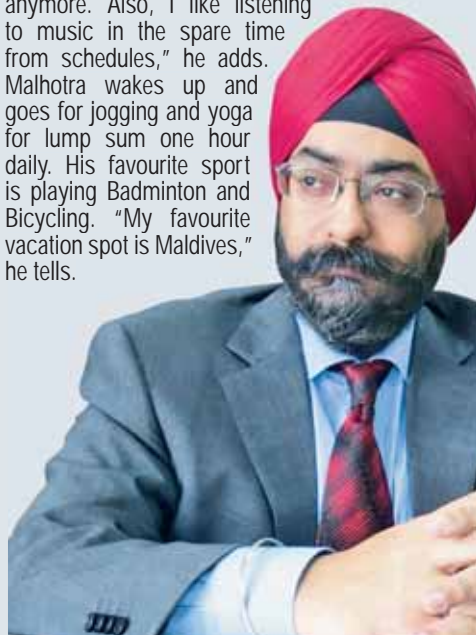 anymore. Also, I like listening
to music in the spare time
from schedules,” he adds.
Malhotra wakes up and
goes for jogging and yoga
for lump sum one hour
daily. His favourite sport
is playing Badminton and
Bicycling. “My favourite
vacation spot is Maldives,”
he tells.